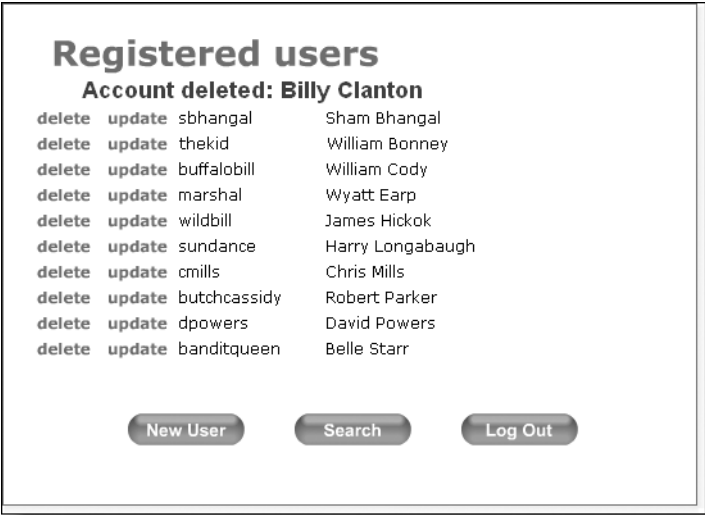 Registered users
Account deleted: Billy Clanton
delete update sbhangal Sham Bhangal
delete update thekid William Bonney
delete update buffalobill William Cody
delete update marshal Wyatt Earp
delete update wildbill James Hickok
delete update sundance Harry Longabaugh
delete update cmills Chris Mills
delete update butchcassidy Robert Parker
delete update dpowers David Powers
delete update banditqueen Belle Starr
New User Search Log Out